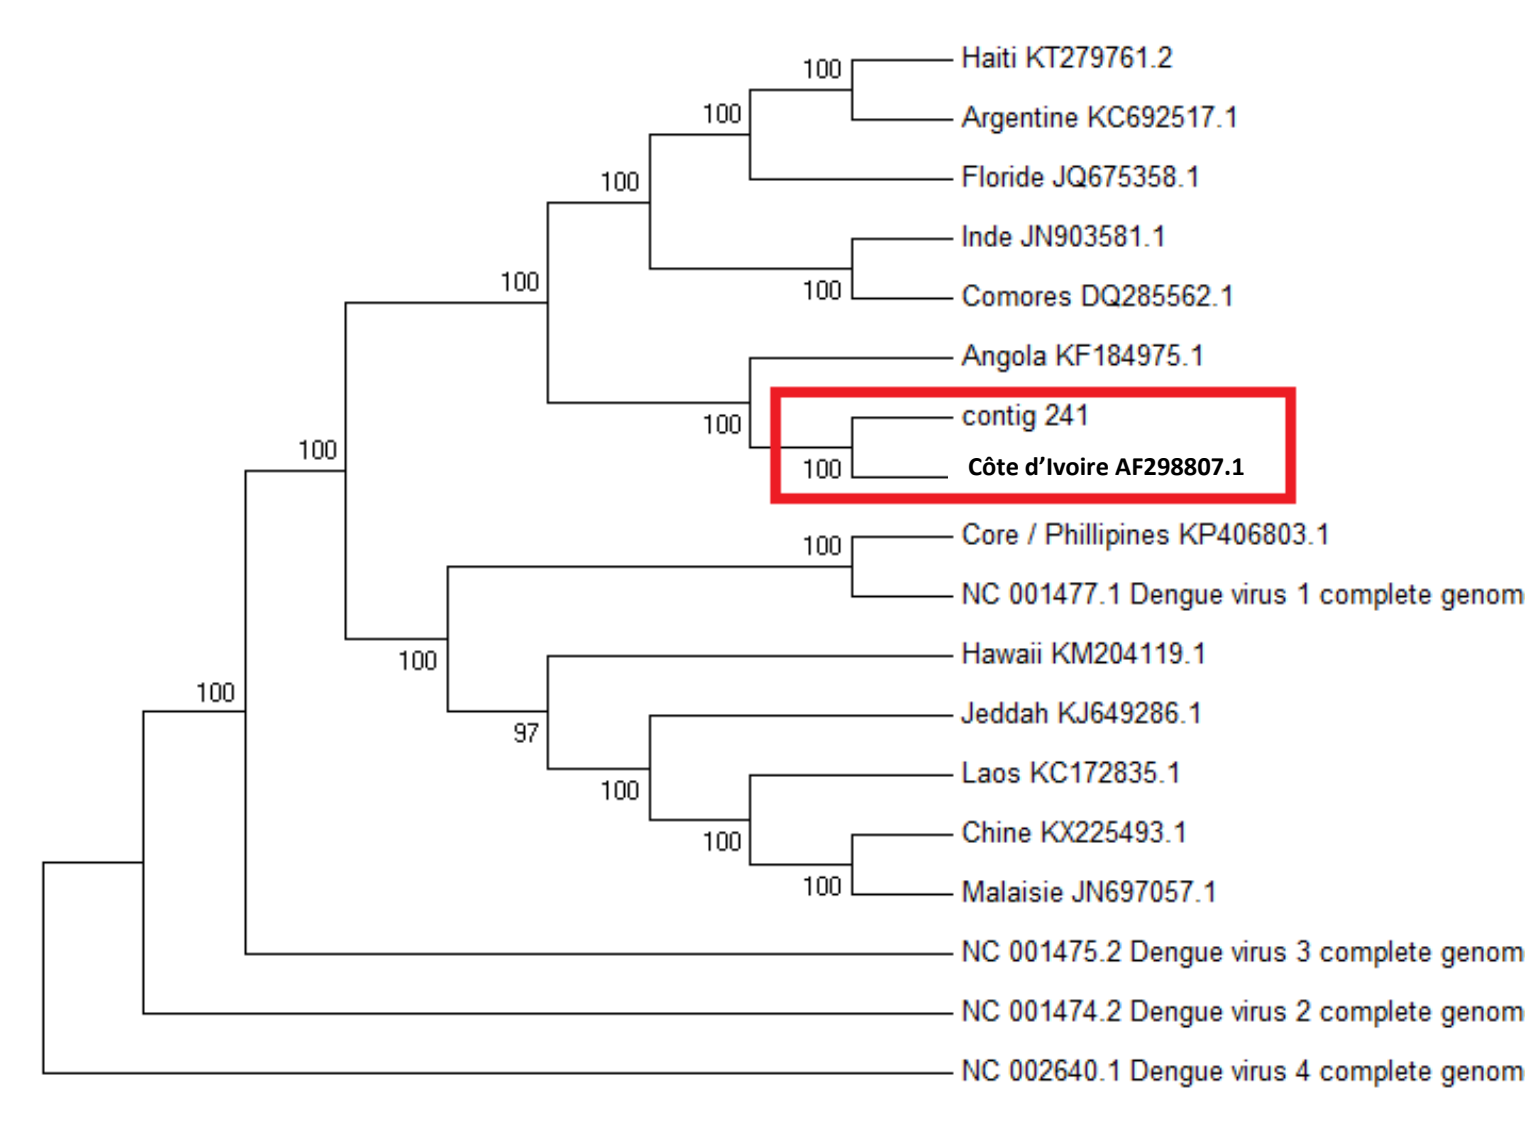 100
Haiti KT279761.2
100
Argentine KC692517.1
100
Floride JQ675358.1
Inde JN903581.1
100
100
Comores DQ285562.1
Angola KF184975.1
100
contig 241
100
100
Côte d’Ivoire AF298807.1
100
Core / Phillipines KP406803.1
NC 001477.1 Dengue virus 1 complete genom
100
Hawaii KM204119.1
100
97
Jeddah KJ649286.1
100
Laos KC172835.1
100
Chine KX225493.1
100
Malaisie JN697057.1
NC 001475.2 Dengue virus 3 complete genom
NC 001474.2 Dengue virus 2 complete genom
NC 002640.1 Dengue virus 4 complete genom